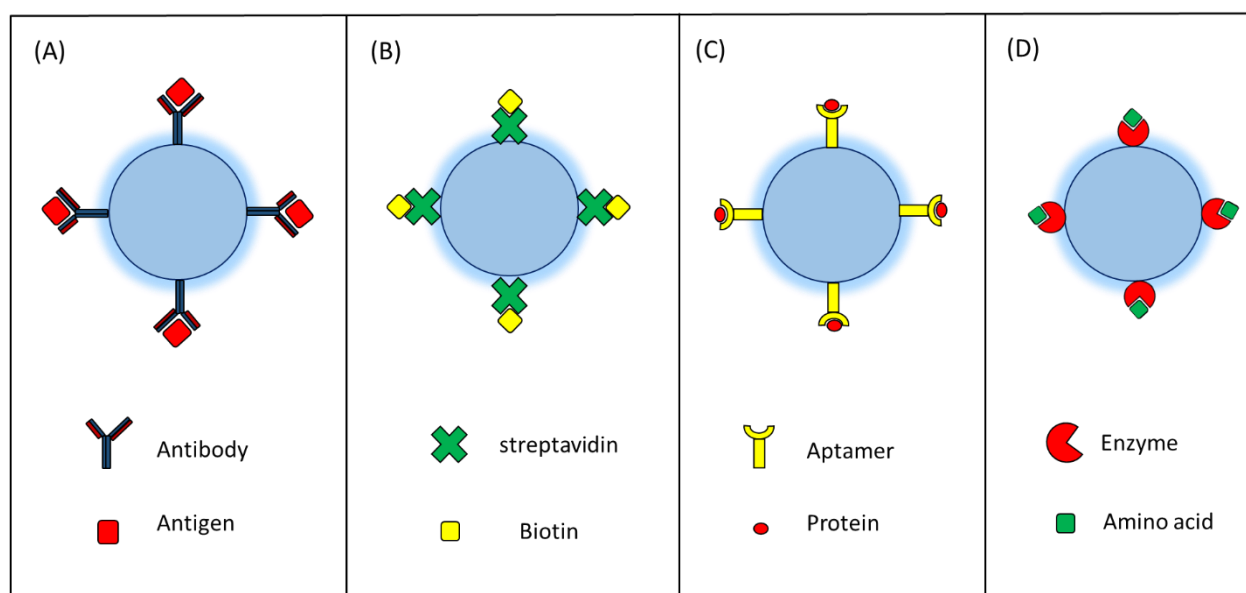 (A)
Antibody
Antigen
(B)
streptavidin
Biotin
(C)
Aptamer
Protein
(D)
Enzyme
Amino acid